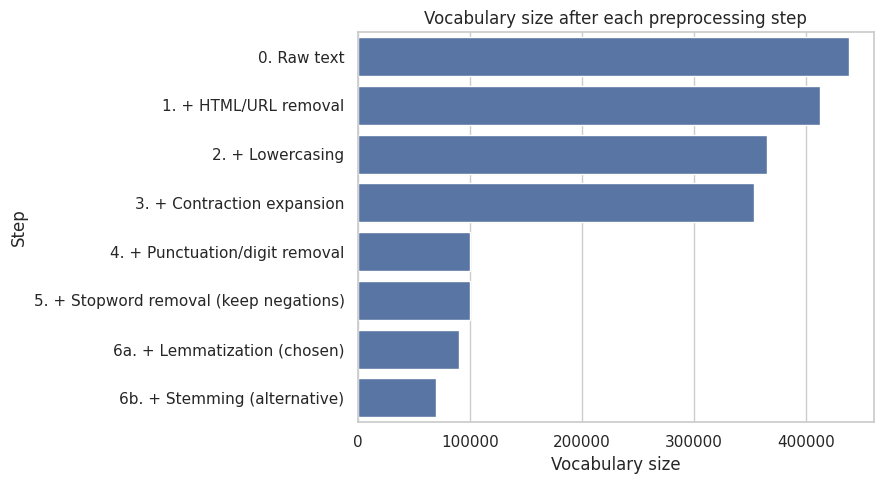 Vocabulary size after each preprocessing step
Step
0. Raw text
1. + HTML/URL removal
2. + Lowercasing
3. + Contraction expansion
4. + Punctuation/digit removal
5. + Stopword removal (keep negations)
6a. + Lemmatization (chosen)
6b. + Stemming (alternative)
0 100000 200000 300000 400000
Vocabulary size